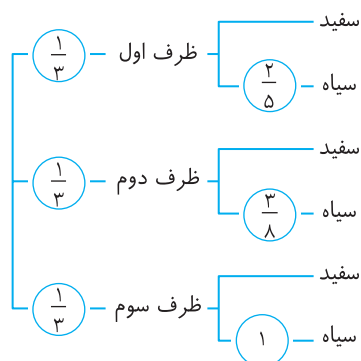 سفید
۱/۳ ظرف اول
۲/۵ سیاه
سفید
۱/۳ ظرف دوم
۳/۸ سیاه
سفید
۱/۳ ظرف سوم
۱ سیاه